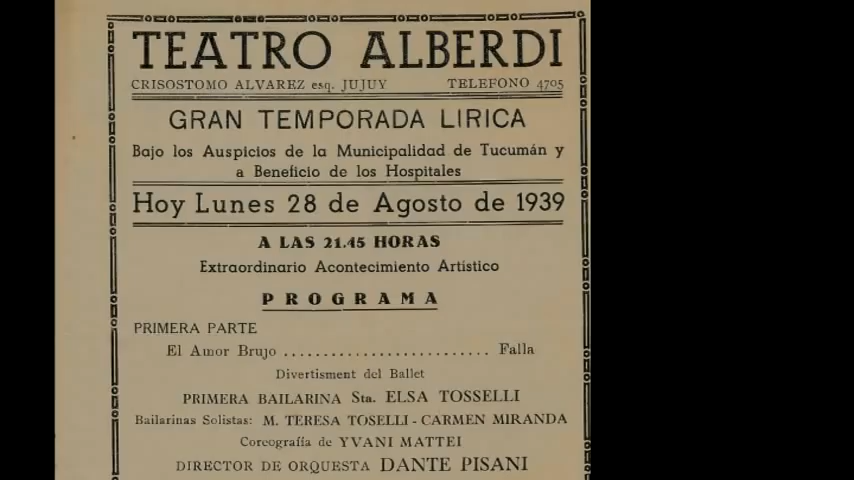 TEATRO ALBERDI
CRISOSTOMO ALVAREZ esq. JUJUY TELEFONO 4705
GRAN TEMPORADA LIRICA
Bajo los Auspicios de la Municipalidad de Tucumán y
a Beneficio de los Hospitales
Hoy Lunes 28 de Agosto de 1939
A LAS 21.45 HORAS
Extraordinario Acontecimiento Artístico
PROGRAMA
PRIMERA PARTE
El Amor Brujo .......................... Falla
Divertisment del Ballet
PRIMERA BAILARINA Sta. ELSA TOSSELLI
Bailarinas Solistas: M. TERESA TOSELLI - CARMEN MIRANDA
Coreografía de YVANI MATTEI
DIRECTOR DE ORQUESTA DANTE PISANI